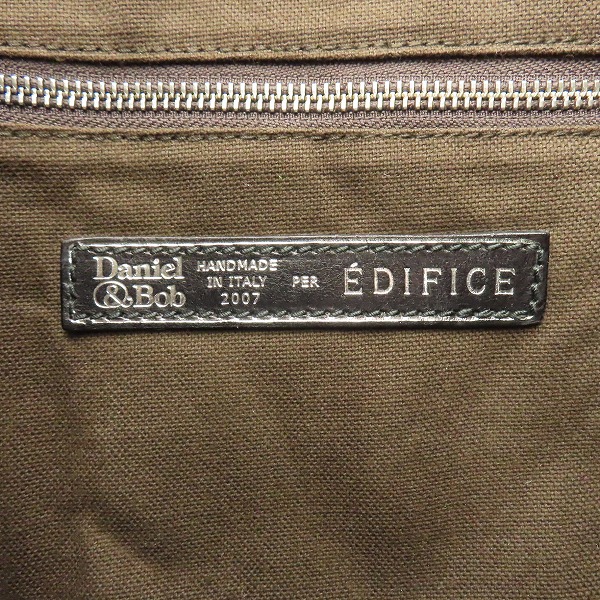 Daniel
& Bob
HANDMADE
IN ITALY
2007
PER
ÉDIFICE